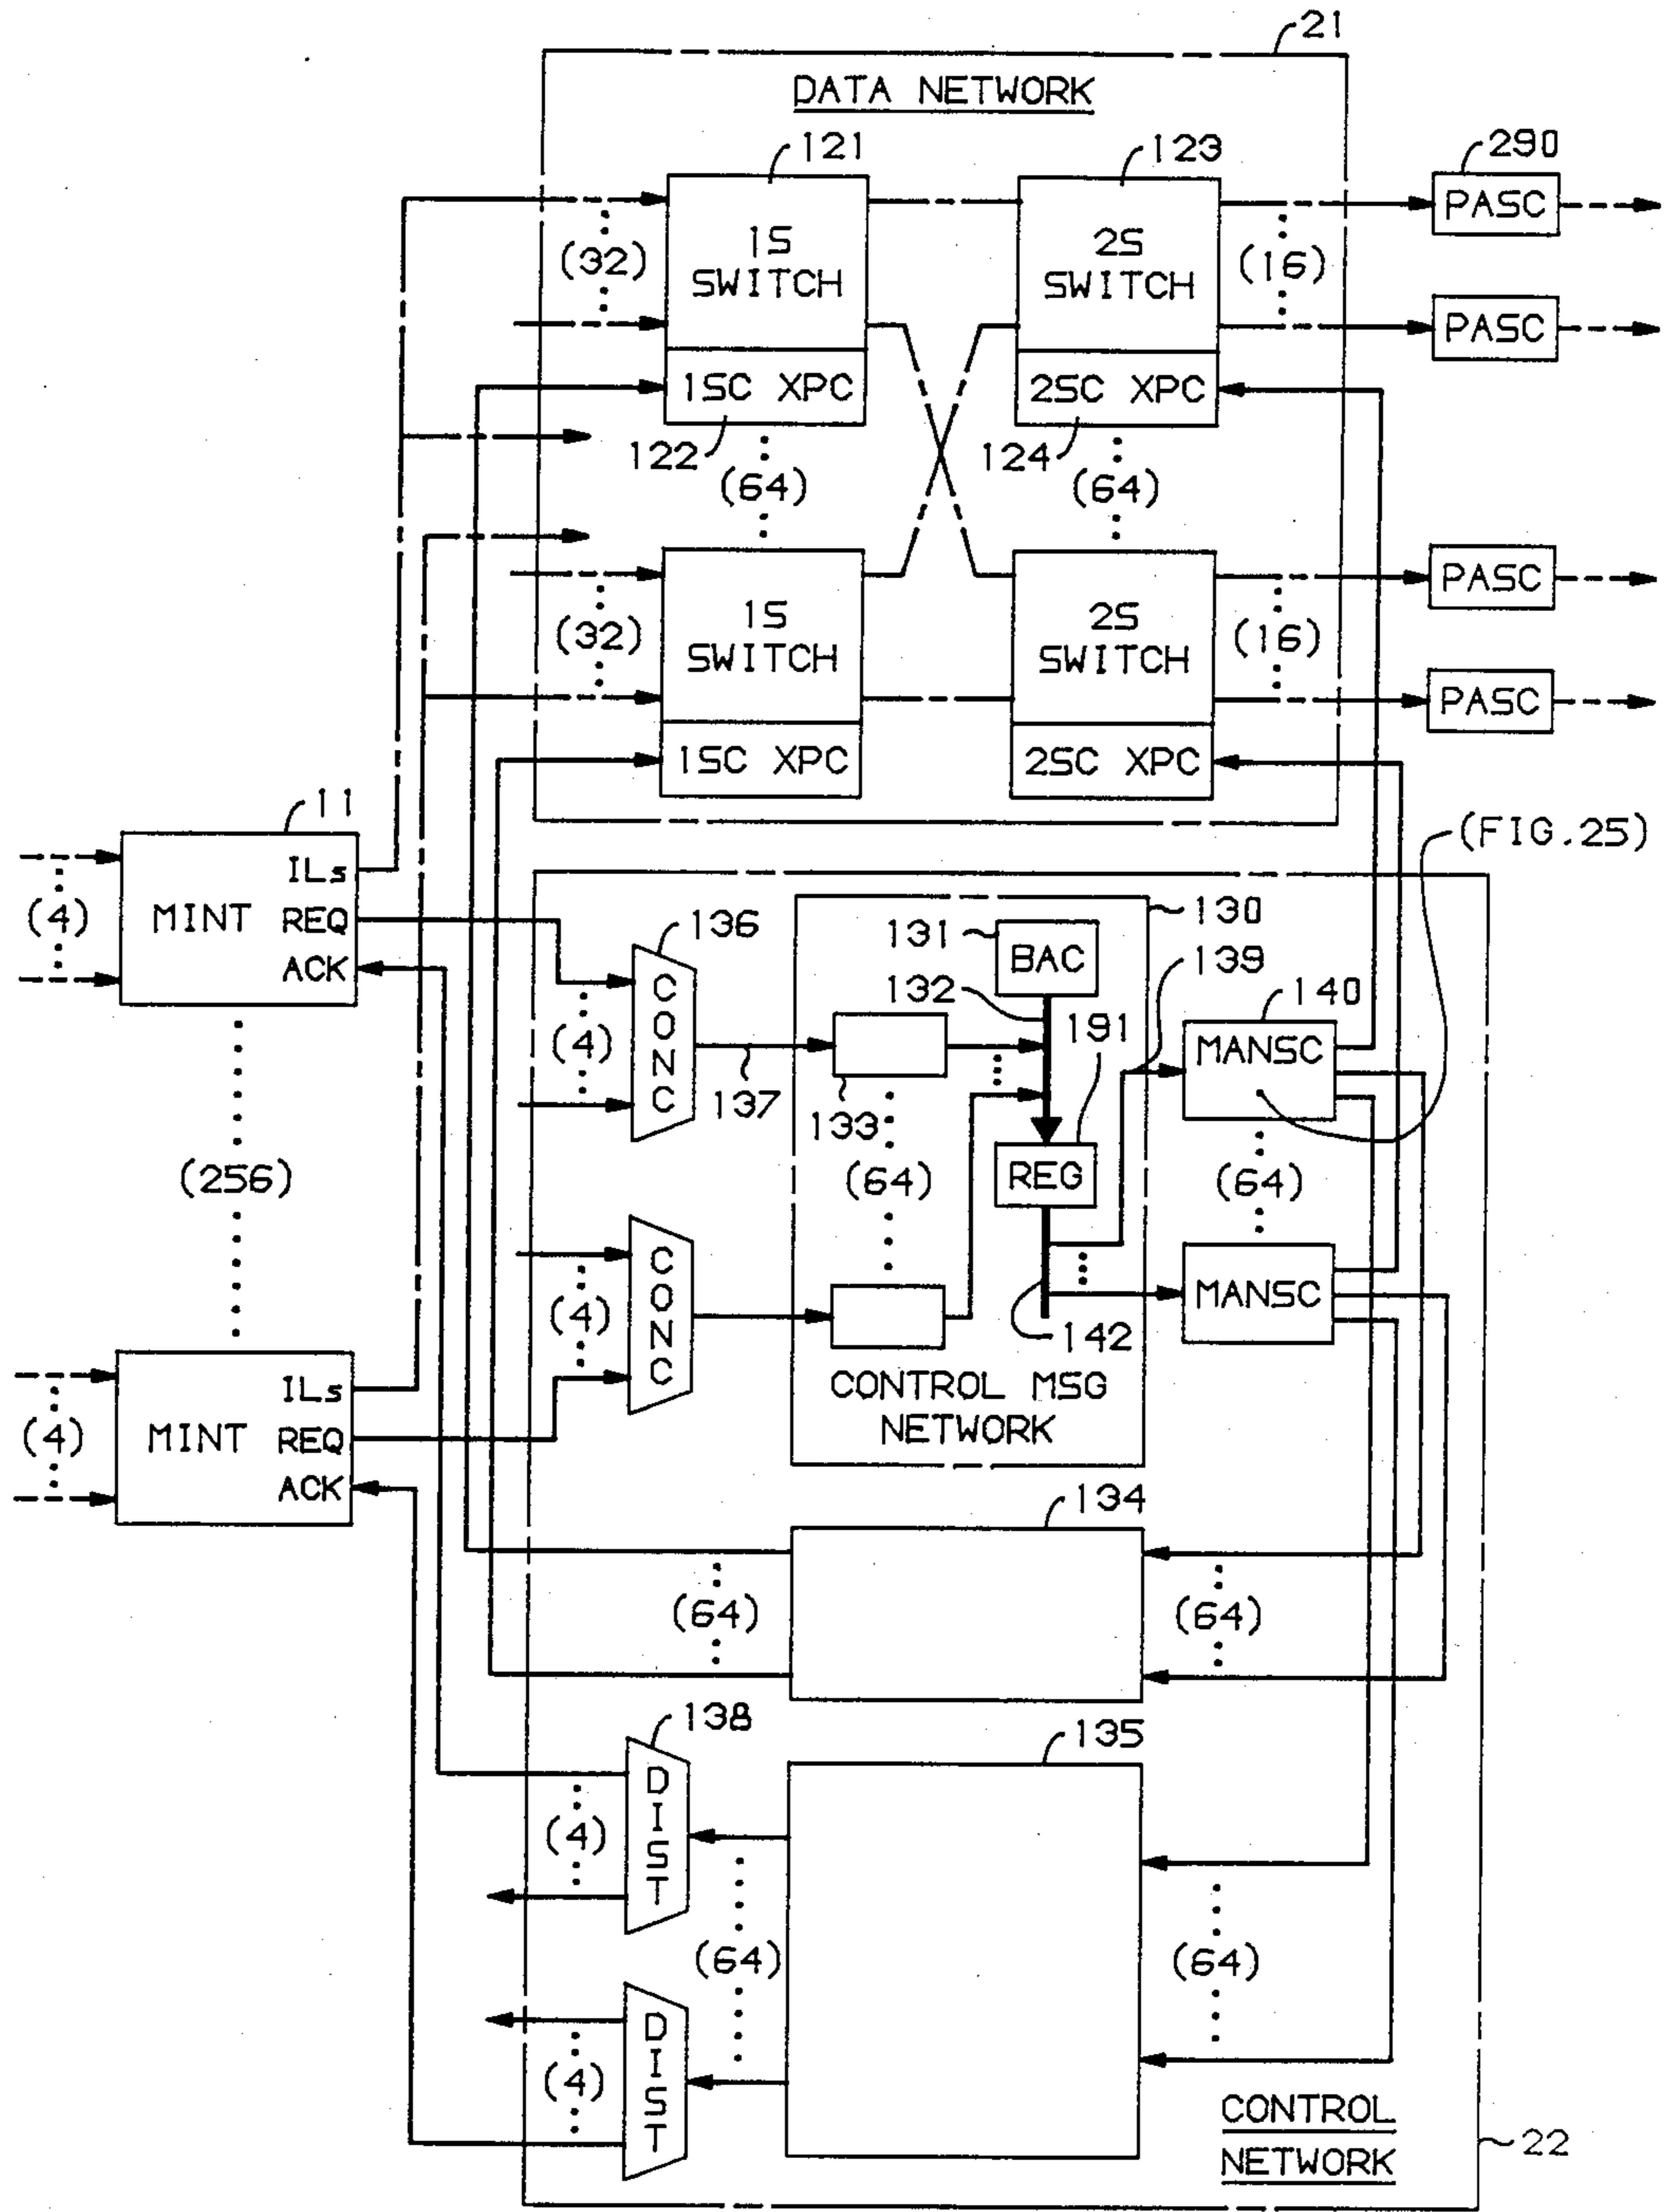 21
DATA NETWORK
121
123
290
1S
SWITCH
2S
SWITCH
(32)
(16)
PASC
PASC
1SC XPC
2SC XPC
122
124
(64)
(64)
1S
SWITCH
2S
SWITCH
(32)
(16)
PASC
PASC
1SC XPC
2SC XPC
11
(FIG.25)
(4)
MINT
ILs
REQ
ACK
136
CONC
(4)
137
130
131
BAC
132
139
191
133
140
MANSC
(64)
REG
(64)
(256)
CONC
(4)
142
MANSC
CONTROL MSG
NETWORK
(4)
MINT
ILs
REQ
ACK
134
(64)
(64)
138
135
DIST
(4)
(64)
(64)
DIST
(4)
CONTROL
NETWORK
22